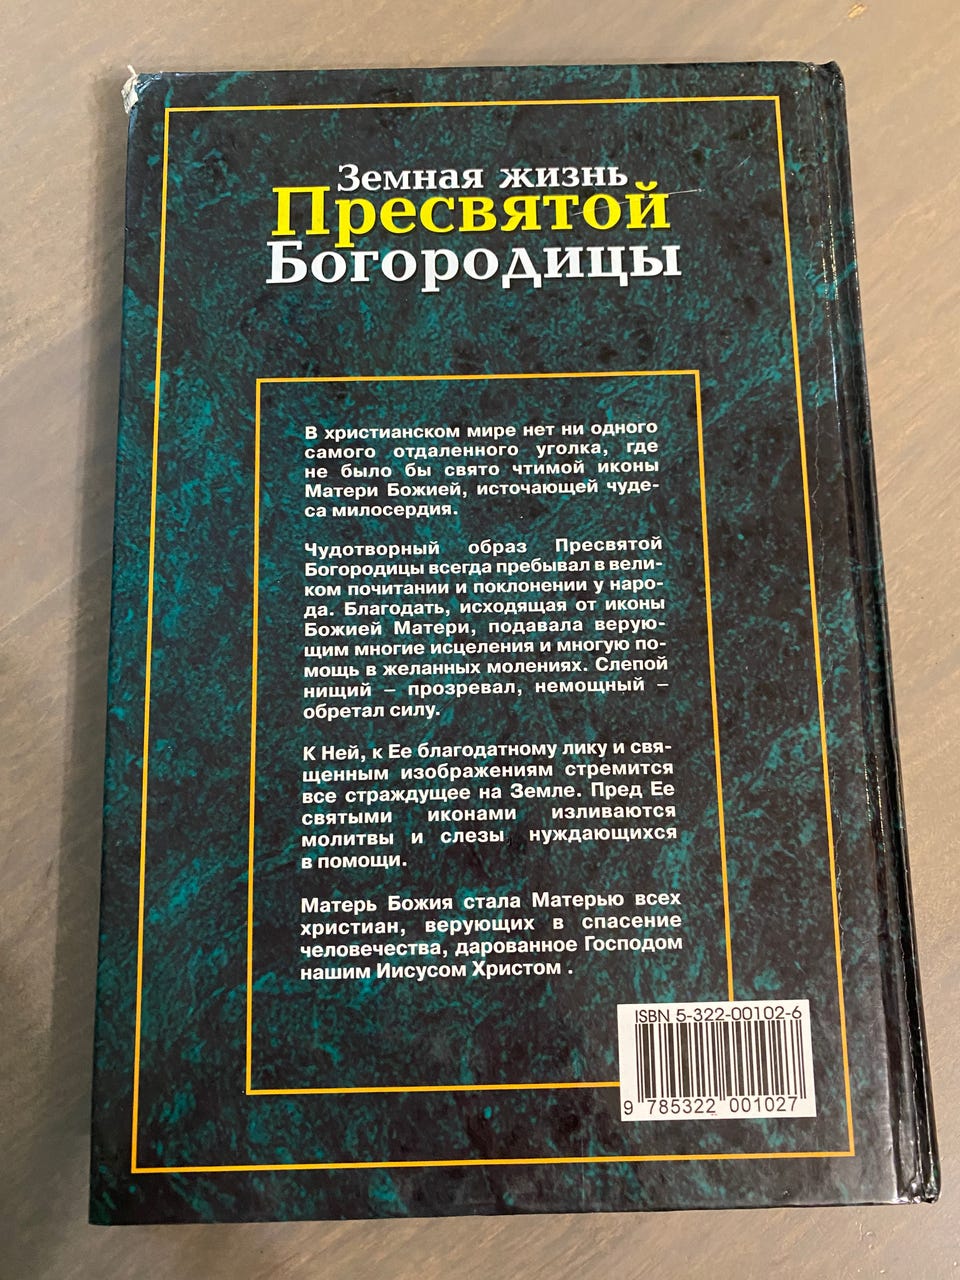 Земная жизнь
Пресвятой
Богородицы
В христианском мире нет ни одного
самого отдаленного уголка, где
не было бы свято чтимой иконы
Матери Божией, источающей чуде-
са милосердия.
Чудотворный образ Пресвятой
Богородицы всегда пребывал в вели-
ком почитании и поклонении у наро-
да. Благодать, исходящая от иконы
Божией Матери, подавала верую-
щим многие исцеления и многую по-
мощь в желанных молениях. Слепой
нищий – прозревал, немощный –
обретал силу.
К Ней, к Ее благодатному лику и свя-
щенным изображениям стремится
все страждущее на Земле. Пред Ее
святыми иконами изливаются
молитвы и слезы нуждающихся
в помощи.
Матерь Божия стала Матерью всех
христиан, верующих в спасение
человечества, дарованное Господом
нашим Иисусом Христом .
ISBN 5-322-00102-6
9 785322 001027